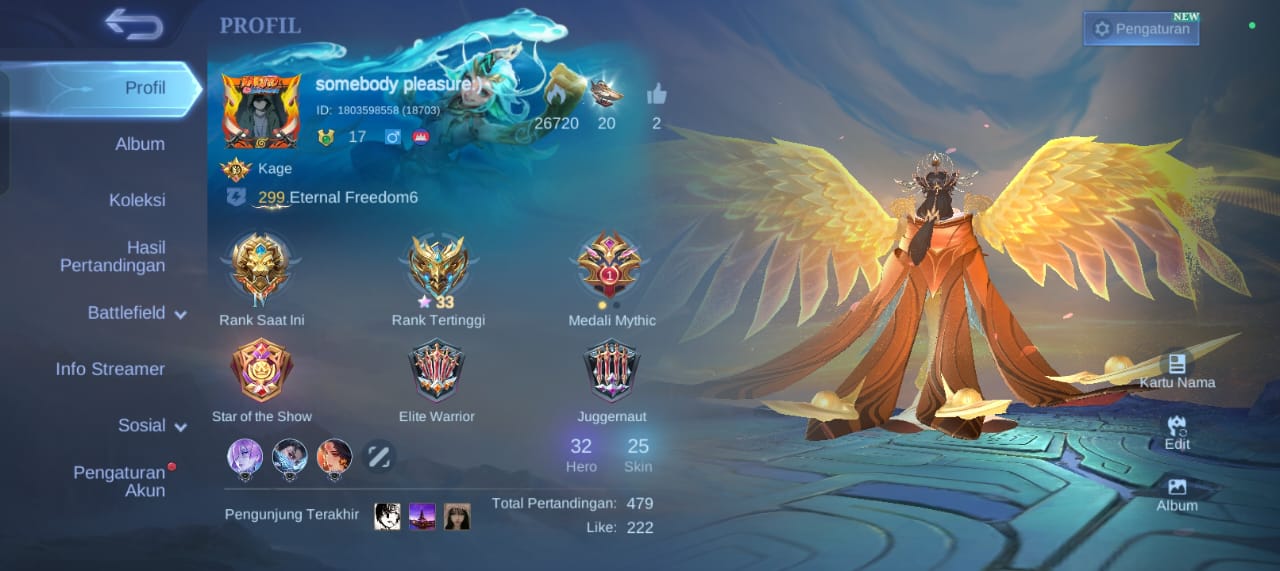 PROFIL
NEW
Pengaturan
Profil
Album
Koleksi
Hasil
Pertandingan
Battlefield
Info Streamer
Sosial
Pengaturan
Akun
somebody pleasure:)
ID: 1803598558 (18703)
17
26720
20
2
Kage
299 Eternal Freedom6
IV
33
1
Rank Saat Ini
Rank Tertinggi
Medali Mythic
Star of the Show
Elite Warrior
Juggernaut
32
25
Hero
Skin
Total Pertandingan: 479
Pengunjung Terakhir
Like: 222
Kartu Nama
Edit
Album